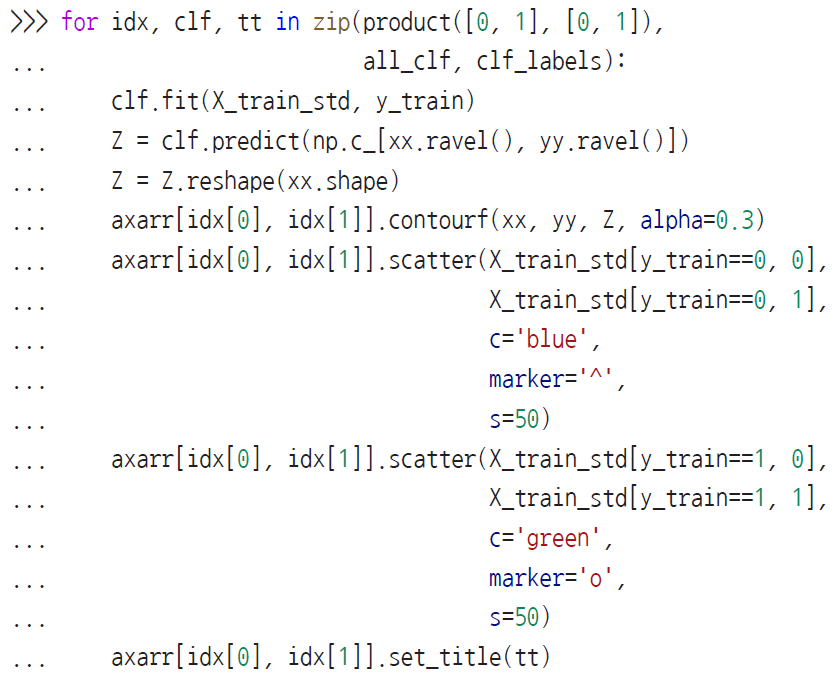 >>> for idx, clf, tt in zip(product([0, 1], [0, 1]),
...                         all_clf, clf_labels):
...     clf.fit(X_train_std, y_train)
...     Z = clf.predict(np.c_[xx.ravel(), yy.ravel()])
...     Z = Z.reshape(xx.shape)
...     axarr[idx[0], idx[1]].contourf(xx, yy, Z, alpha=0.3)
...     axarr[idx[0], idx[1]].scatter(X_train_std[y_train==0, 0],
...                                   X_train_std[y_train==0, 1],
...                                   c='blue',
...                                   marker='^',
...                                   s=50)
...     axarr[idx[0], idx[1]].scatter(X_train_std[y_train==1, 0],
...                                   X_train_std[y_train==1, 1],
...                                   c='green',
...                                   marker='o',
...                                   s=50)
...     axarr[idx[0], idx[1]].set_title(tt)